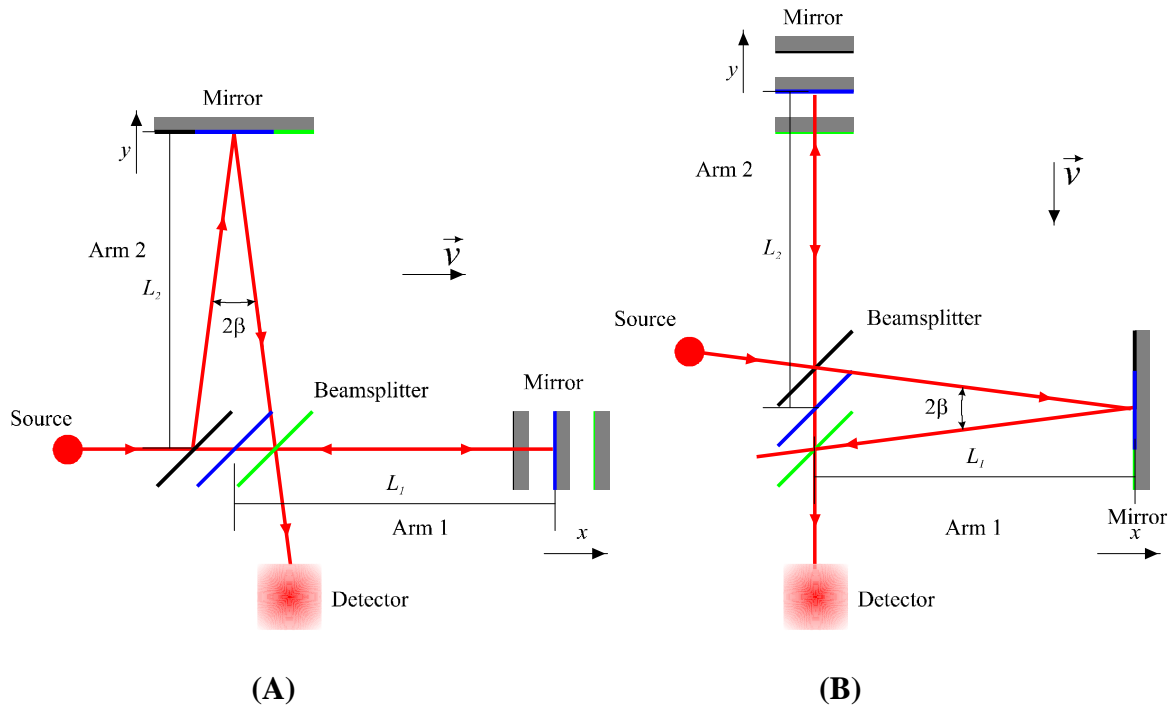 Mirror
y
Arm 2
L2
2β
v
Source
Beamsplitter
Mirror
L1
Arm 1
x
Detector
(A)
Mirror
y
Arm 2
v
L2
Source
Beamsplitter
2β
L1
Arm 1
Mirror
x
Detector
(B)